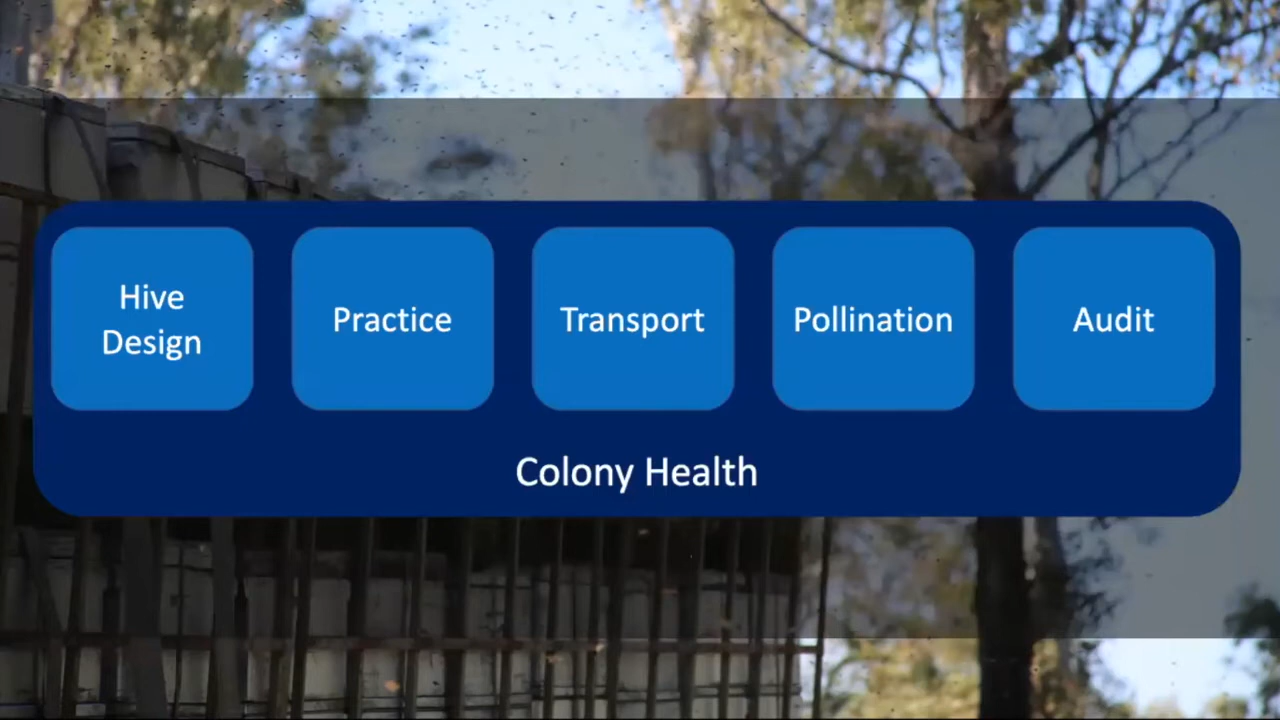 Hive
Design
Practice
Transport
Pollination
Audit
Colony Health